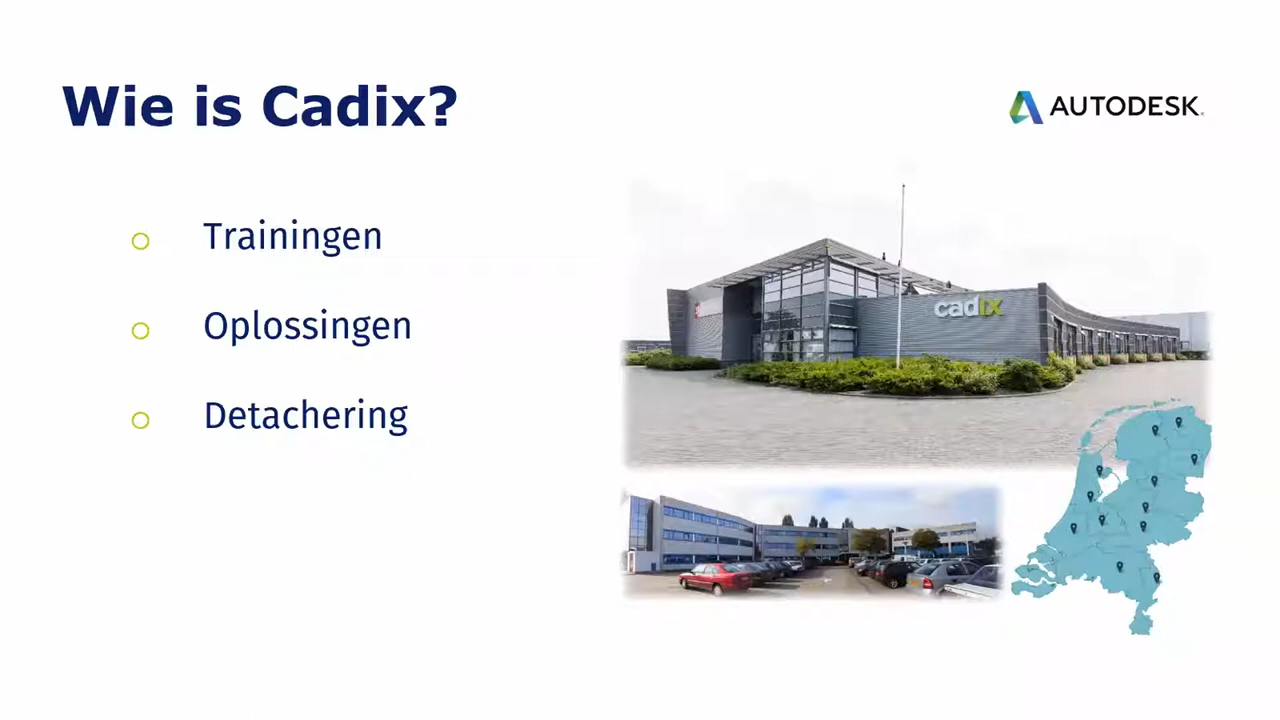 Wie is Cadix?
AUTODESK.
Trainingen
Oplossingen
Detachering
cadix